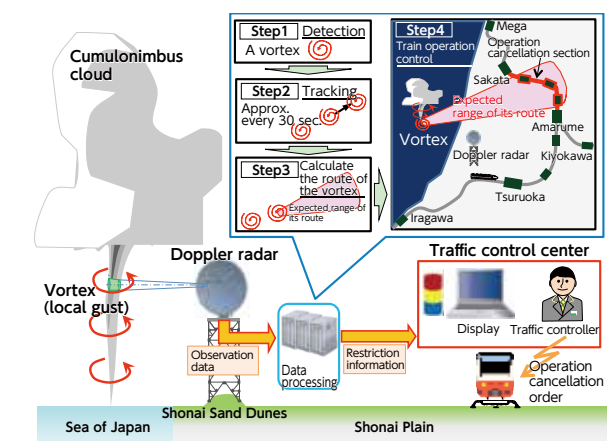 Cumulonimbus
cloud
Step1 Detection
A vortex
Step2 Tracking
Approx.
every 30 sec.
Step3 Calculate
the route of
the vortex
Expected range of
its route
Step4
Train operation
control
Mega
Operation
cancellation section
Sakata
Expected
range of its route
Vortex
Amarume
Doppler radar
Kiyokawa
Tsuruoka
Iragawa
Doppler radar
Vortex
(local gust)
Observation
data
Data
processing
Restriction
information
Traffic control center
Display
Traffic controller
Operation
cancellation
order
Shonai Sand Dunes
Sea of Japan
Shonai Plain